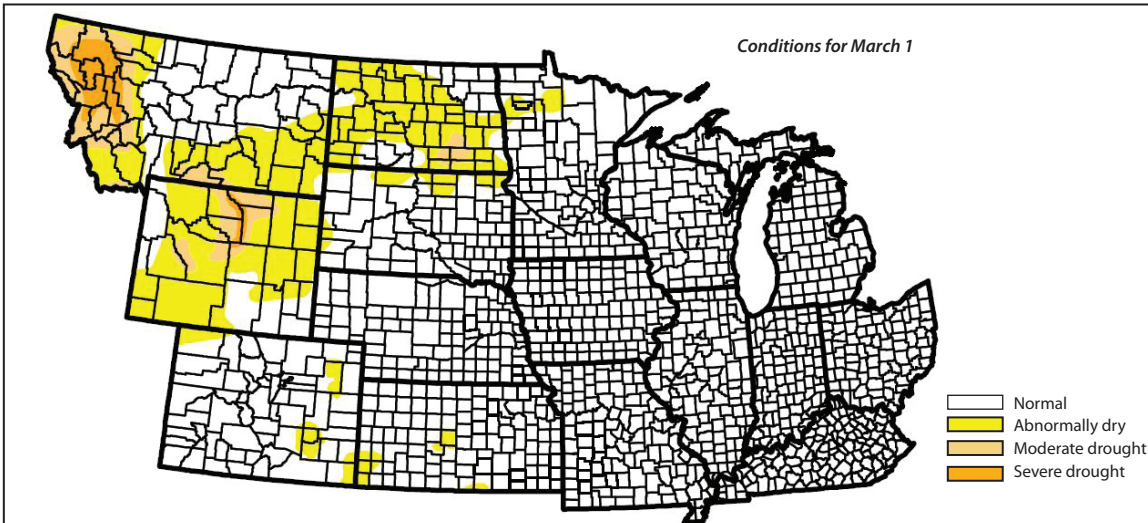 Conditions for March 1
Normal
Abnormally dry
Moderate drought
Severe drought